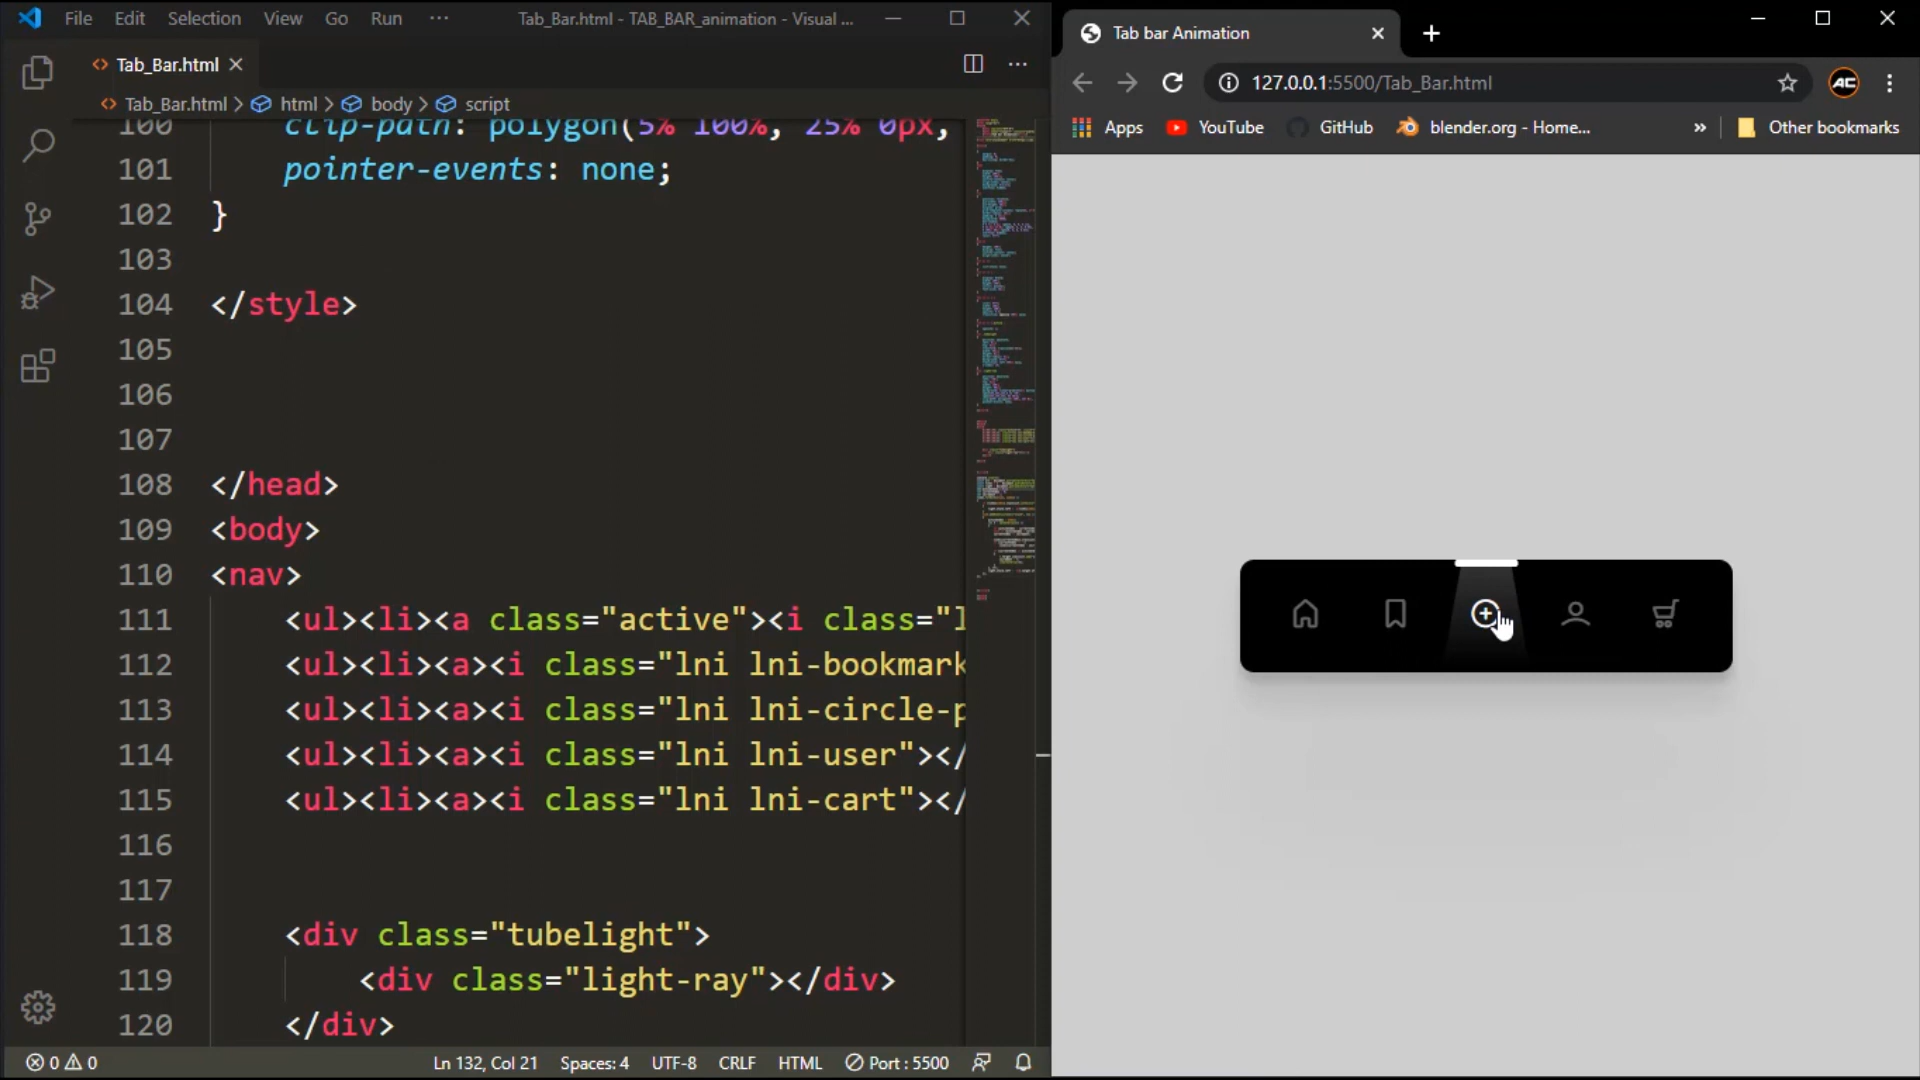 File Edit Selection View Go Run ··· Tab_Bar.html - TAB_BAR_animation - Visual ...
Tab_Bar.html
Tab_Bar.html > html > body > script
100 clip-path: polygon(5% 100%, 25% 0px,
101 pointer-events: none;
102 }
103
104 </style>
105
106
107
108 </head>
109 <body>
110 <nav>
111 <ul><li><a class="active"><i class="l
112 <ul><li><a><i class="lni lni-bookmark
113 <ul><li><a><i class="lni lni-circle-p
114 <ul><li><a><i class="lni lni-user"></
115 <ul><li><a><i class="lni lni-cart"></
116
117
118 <div class="tubelight">
119 <div class="light-ray"></div>
120 </div>
0 0 Ln 132, Col 21 Spaces: 4 UTF-8 CRLF HTML Port : 5500
Tab bar Animation
127.0.0.1:5500/Tab_Bar.html AC
Apps YouTube GitHub blender.org - Home... » Other bookmarks